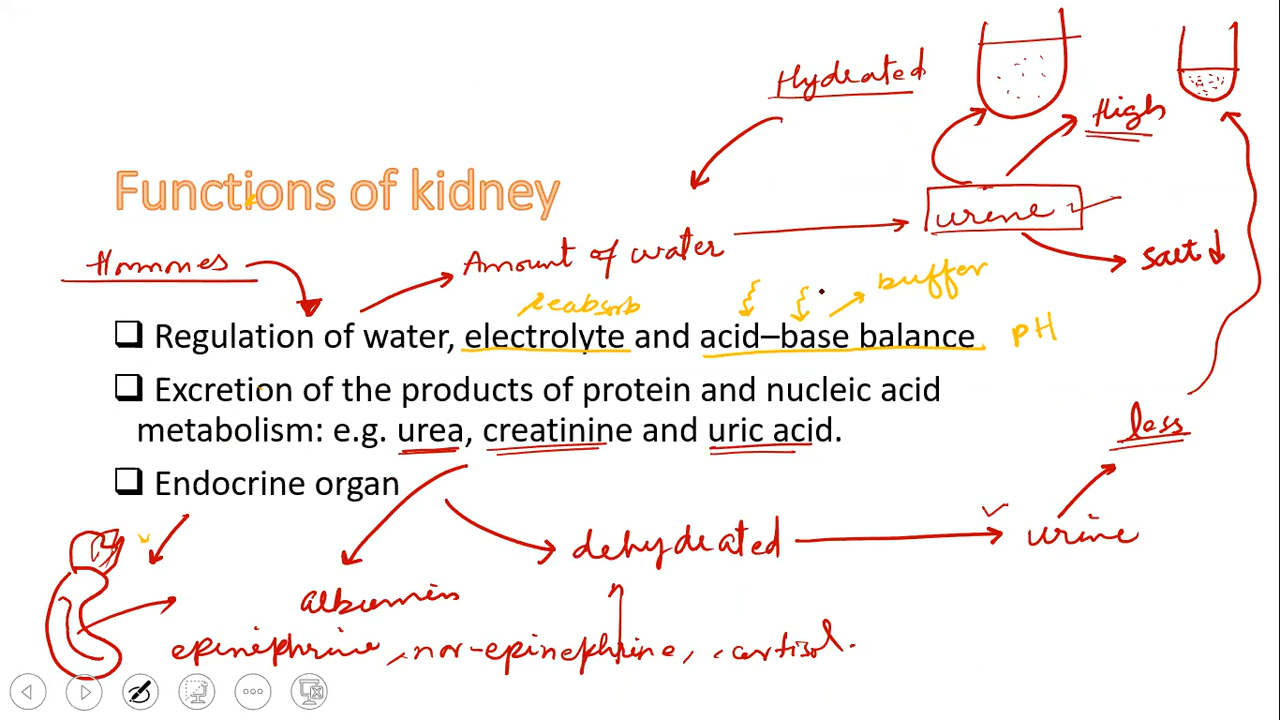 Hydrated
High
Functions of kidney
urine
Hormones
Amount of water
salt ↓
reabsorb
buffer
❑ Regulation of water, electrolyte and acid–base balance
pH
❑ Excretion of the products of protein and nucleic acid
metabolism: e.g. urea, creatinine and uric acid.
less
❑ Endocrine organ
dehydrated
urine
albumin
epinephrine, nor-epinephrine, cortisol.